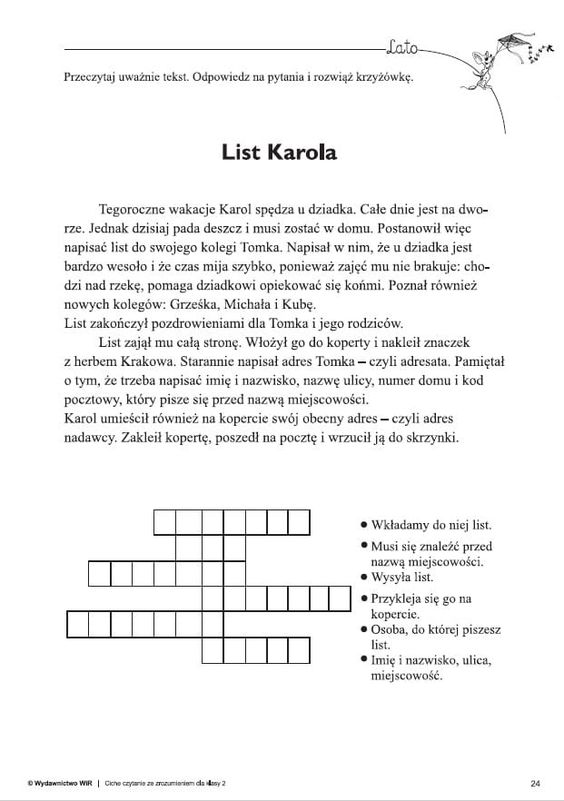 Lato
Przeczytaj uważnie tekst. Odpowiedz na pytania i rozwiąż krzyżówkę.
List Karola
Tegoroczne wakacje Karol spędza u dziadka. Całe dnie jest na dwo-
rze. Jednak dzisiaj pada deszcz i musi zostać w domu. Postanowił więc
napisać list do swojego kolegi Tomka. Napisał w nim, że u dziadka jest
bardzo wesoło i że czas mija szybko, ponieważ zajęć mu nie brakuje: cho-
dzi nad rzekę, pomaga dziadkowi opiekować się końmi. Poznał również
nowych kolegów: Grześka, Michała i Kubę.
List zakończył pozdrowieniami dla Tomka i jego rodziców.
List zajął mu całą stronę. Włożył go do koperty i nakleił znaczek
z herbem Krakowa. Starannie napisał adres Tomka – czyli adresata. Pamiętał
o tym, że trzeba napisać imię i nazwisko, nazwę ulicy, numer domu i kod
pocztowy, który pisze się przed nazwą miejscowości.
Karol umieścił również na kopercie swój obecny adres – czyli adres
nadawcy. Zakleił kopertę, poszedł na pocztę i wrzucił ją do skrzynki.
• Wkładamy do niej list.
• Musi się znaleźć przed
nazwą miejscowości.
• Wysyła list.
• Przykleja się go na
kopercie.
• Osoba, do której piszesz
list.
• Imię i nazwisko, ulica,
miejscowość.
© Wydawnictwo WiR | Ciche czytanie ze zrozumieniem dla klasy 2
24